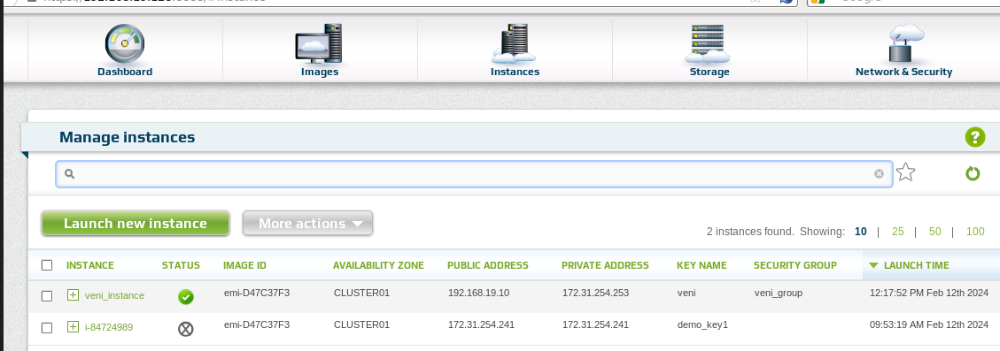 Dashboard
Images
Instances
Storage
Network & Security
Manage instances
?
Launch new instance
More actions
2 instances found. Showing: 10 | 25 | 50 | 100
INSTANCE STATUS IMAGE ID AVAILABILITY ZONE PUBLIC ADDRESS PRIVATE ADDRESS KEY NAME SECURITY GROUP LAUNCH TIME
veni_instance emi-D47C37F3 CLUSTER01 192.168.19.10 172.31.254.253 veni veni_group 12:17:52 PM Feb 12th 2024
i-84724989 emi-D47C37F3 CLUSTER01 172.31.254.241 172.31.254.241 demo_key1 09:53:19 AM Feb 12th 2024